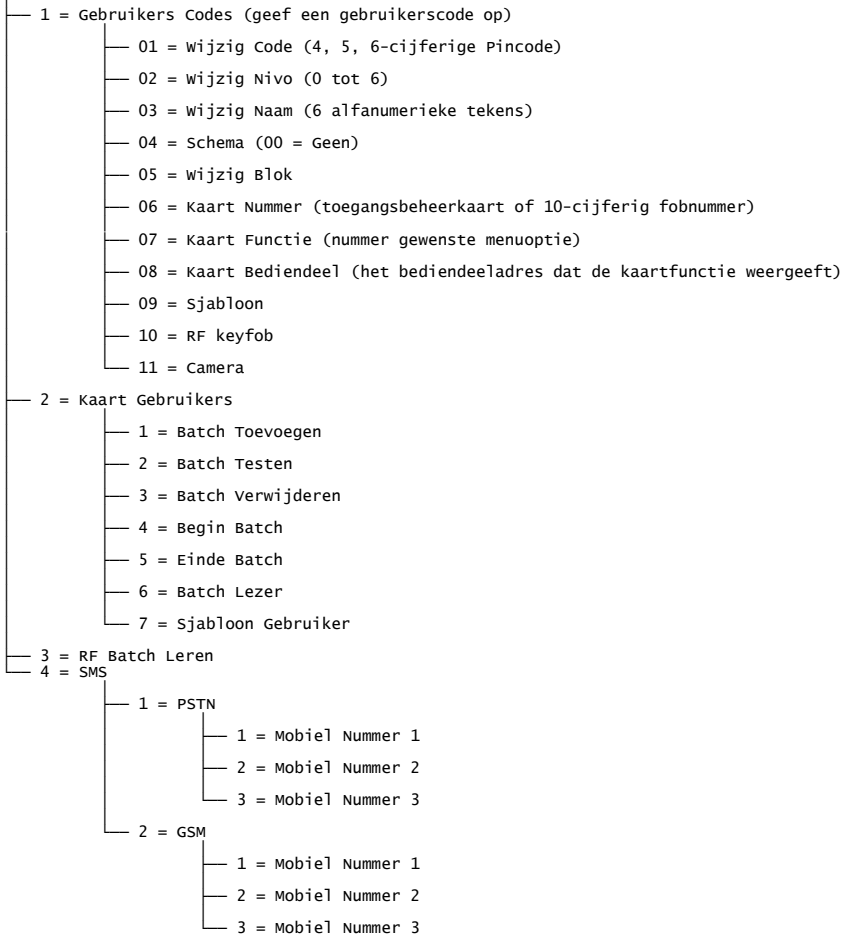 1 = Gebruikers Codes (geef een gebruikerscode op)
01 = Wijzig Code (4, 5, 6-cijferige Pincode)
02 = Wijzig Nivo (0 tot 6)
03 = Wijzig Naam (6 alfanumerieke tekens)
04 = Schema (00 = Geen)
05 = Wijzig Blok
06 = Kaart Nummer (toegangsbeheerkaart of 10-cijferig fobnummer)
07 = Kaart Functie (nummer gewenste menuoptie)
08 = Kaart Bediendeel (het bediendeeladres dat de kaartfunctie weergeeft)
09 = Sjabloon
10 = RF keyfob
11 = Camera
2 = Kaart Gebruikers
1 = Batch Toevoegen
2 = Batch Testen
3 = Batch Verwijderen
4 = Begin Batch
5 = Einde Batch
6 = Batch Lezer
7 = Sjabloon Gebruiker
3 = RF Batch Leren
4 = SMS
1 = PSTN
1 = Mobiel Nummer 1
2 = Mobiel Nummer 2
3 = Mobiel Nummer 3
2 = GSM
1 = Mobiel Nummer 1
2 = Mobiel Nummer 2
3 = Mobiel Nummer 3